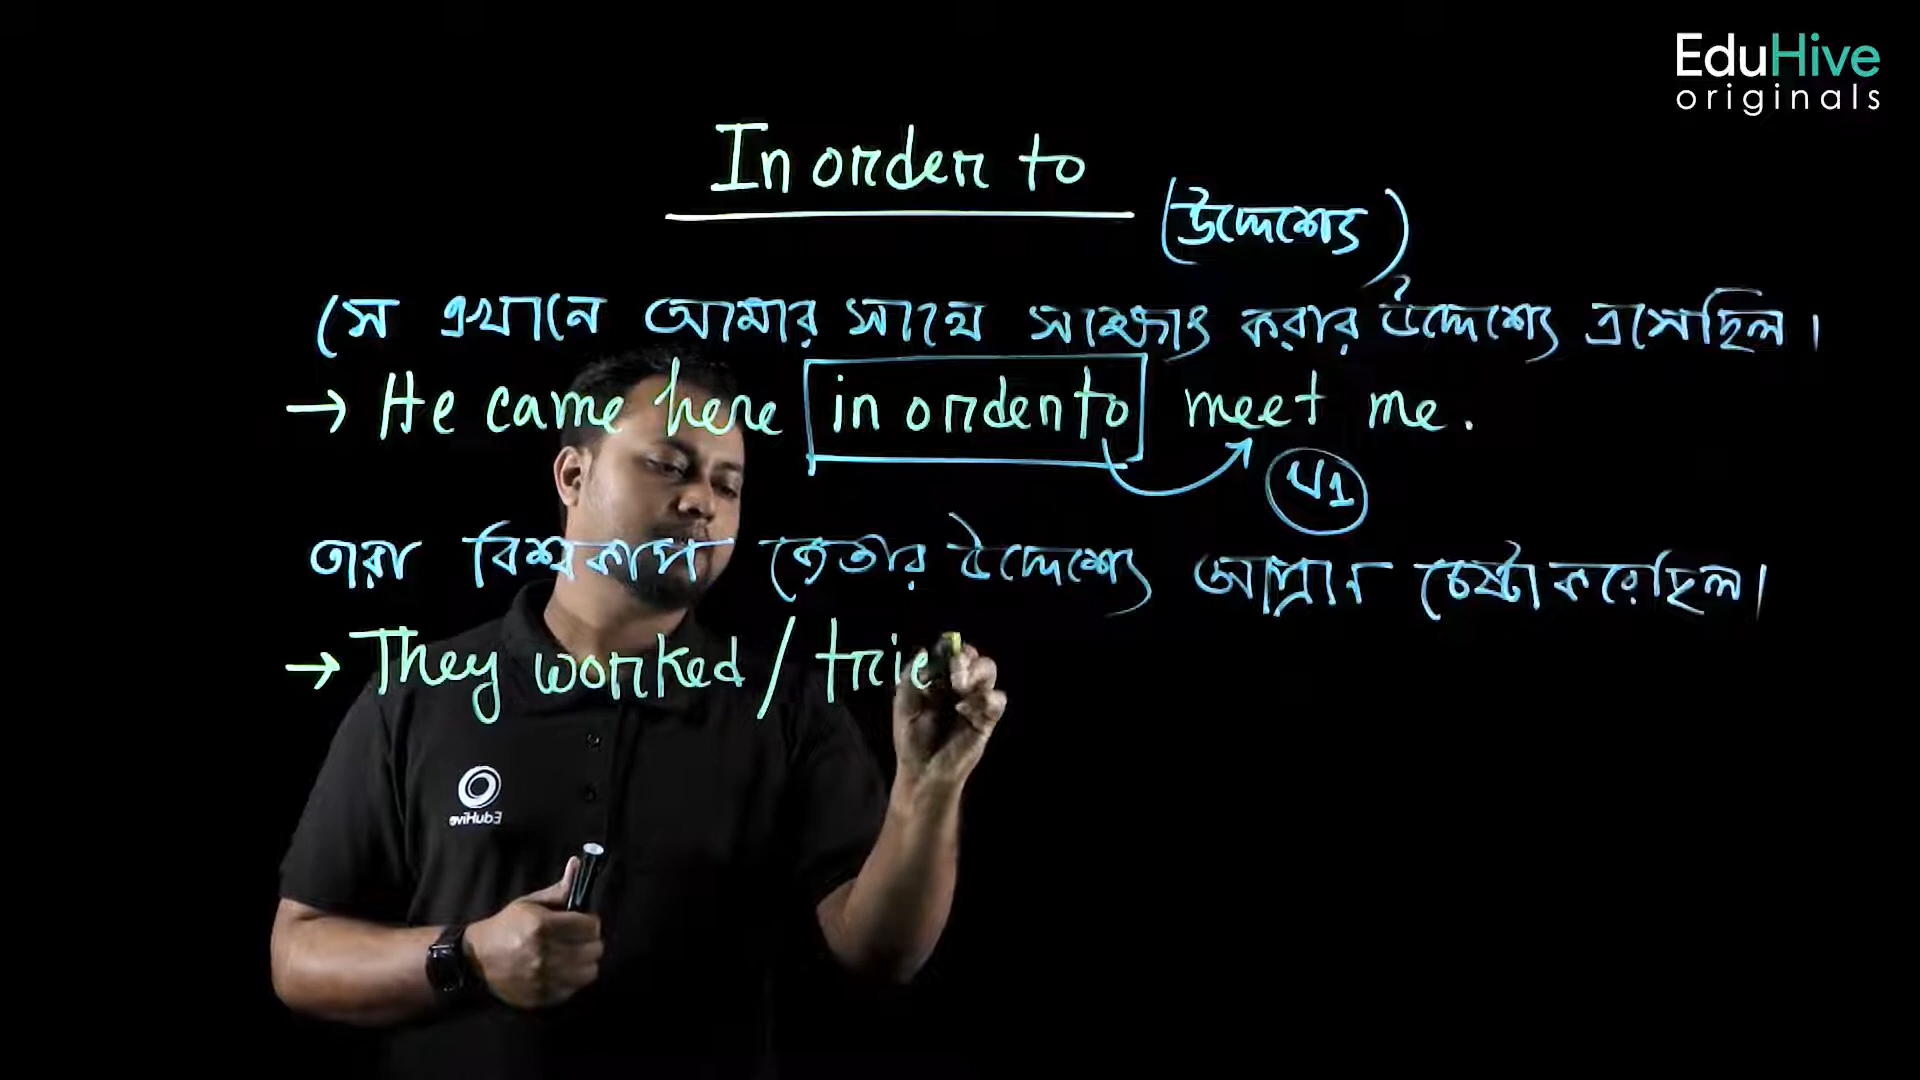 EduHive
originals
In order to
(উদ্দেশ্যে)
সে এখানে আমার সাথে সাক্ষাৎ করার উদ্দেশ্যে এসেছিল।
→ He came here in order to meet me.
V1
তারা বিশ্বকাপ জেতার উদ্দেশ্যে আপ্রাণ চেষ্টা করেছিল।
→ They worked / trie
EduHive